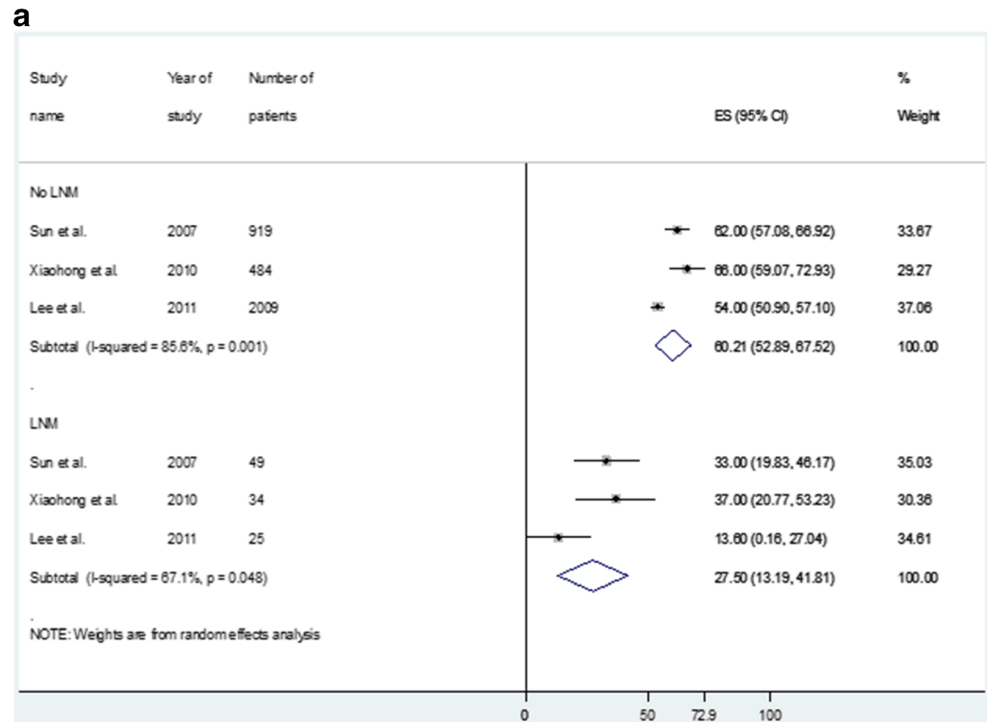 a
Study Year of Number of %
name study patients ES (95% CI) Weight
No LNM
Sun et al. 2007 919 62.00 (57.08, 66.92) 33.67
Xiaohong et al. 2010 484 66.00 (59.07, 72.93) 29.27
Lee et al. 2011 2009 54.00 (50.90, 57.10) 37.06
Subtotal (I-squared = 85.6%, p = 0.001) 60.21 (52.89, 67.52) 100.00
.
LNM
Sun et al. 2007 49 33.00 (19.83, 46.17) 35.03
Xiaohong et al. 2010 34 37.00 (20.77, 53.23) 30.36
Lee et al. 2011 25 13.60 (0.16, 27.04) 34.61
Subtotal (I-squared = 67.1%, p = 0.048) 27.50 (13.19, 41.81) 100.00
.
NOTE: Weights are from random effects analysis
0 50 72.9 100